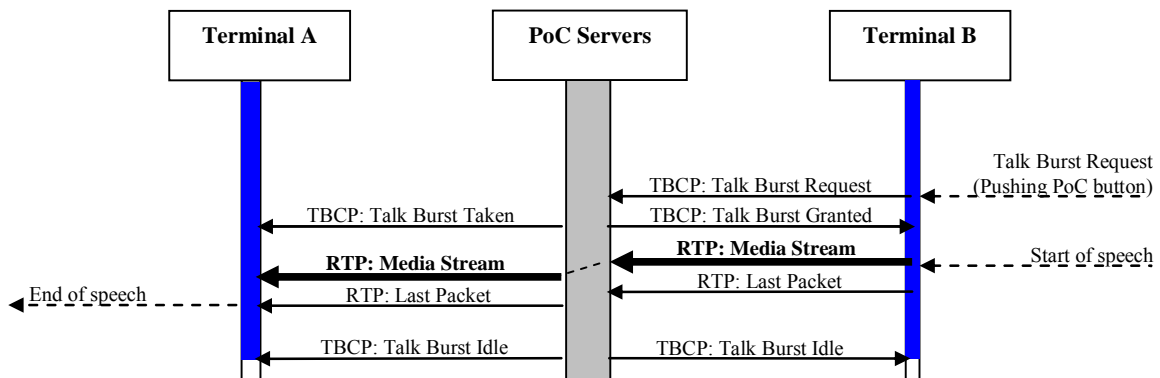 Terminal A
PoC Servers
Terminal B
Talk Burst Request
(Pushing PoC button)
TBCP: Talk Burst Request
TBCP: Talk Burst Taken
TBCP: Talk Burst Granted
RTP: Media Stream
Start of speech
RTP: Media Stream
RTP: Last Packet
End of speech
RTP: Last Packet
TBCP: Talk Burst Idle
TBCP: Talk Burst Idle